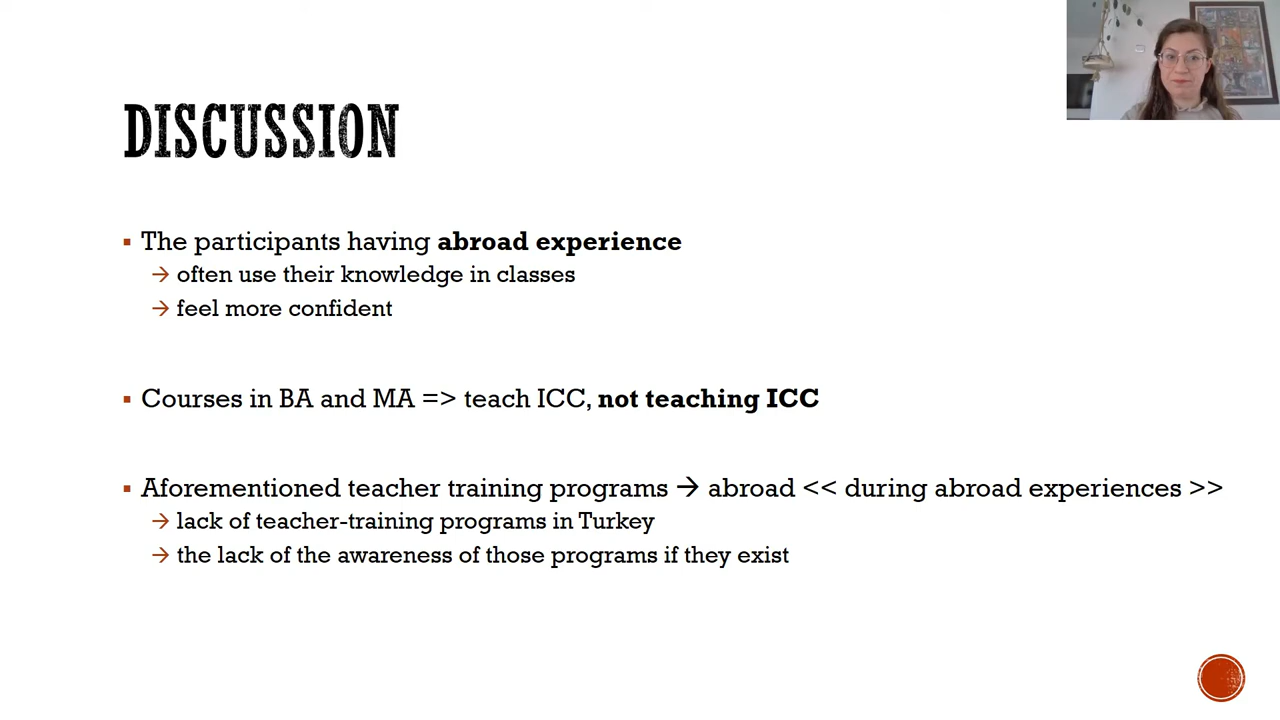 DISCUSSION
▪ The participants having abroad experience
→ often use their knowledge in classes
→ feel more confident
▪ Courses in BA and MA => teach ICC, not teaching ICC
▪ Aforementioned teacher training programs → abroad << during abroad experiences >>
→ lack of teacher-training programs in Turkey
→ the lack of the awareness of those programs if they exist